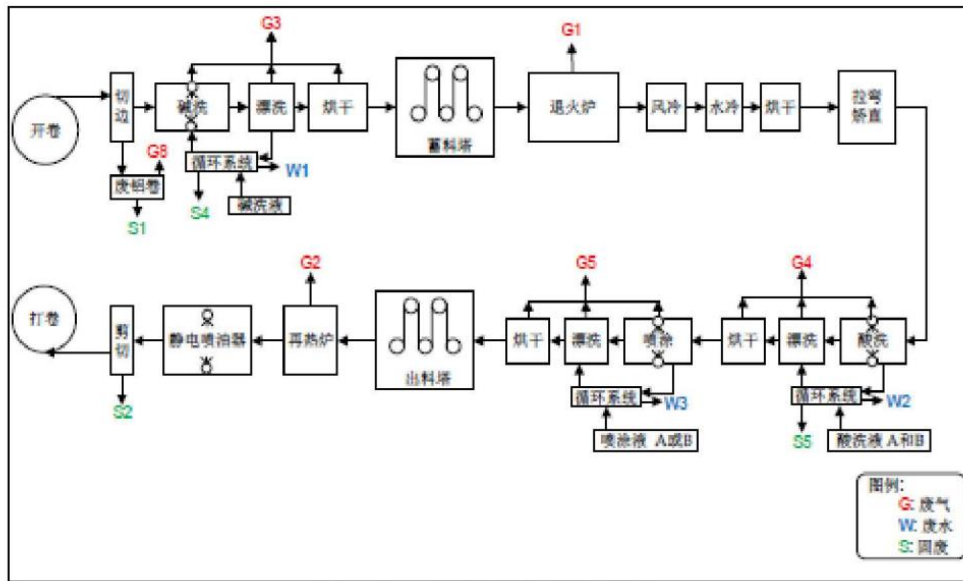 G3
G1
开卷
切边
碱洗
漂洗
烘干
蓄料塔
退火炉
风冷
水冷
烘干
拉弯
矫直
G8
废铝卷
循环系统
W1
碱洗液
S1
S4
G2
G5
G4
打卷
剪切
静电喷油器
再热炉
出料塔
烘干
漂洗
喷涂
烘干
漂洗
酸洗
S2
循环系统
W3
循环系统
W2
喷涂液 A或B
S5
酸洗液 A和B
图例:
G: 废气
W: 废水
S: 固废